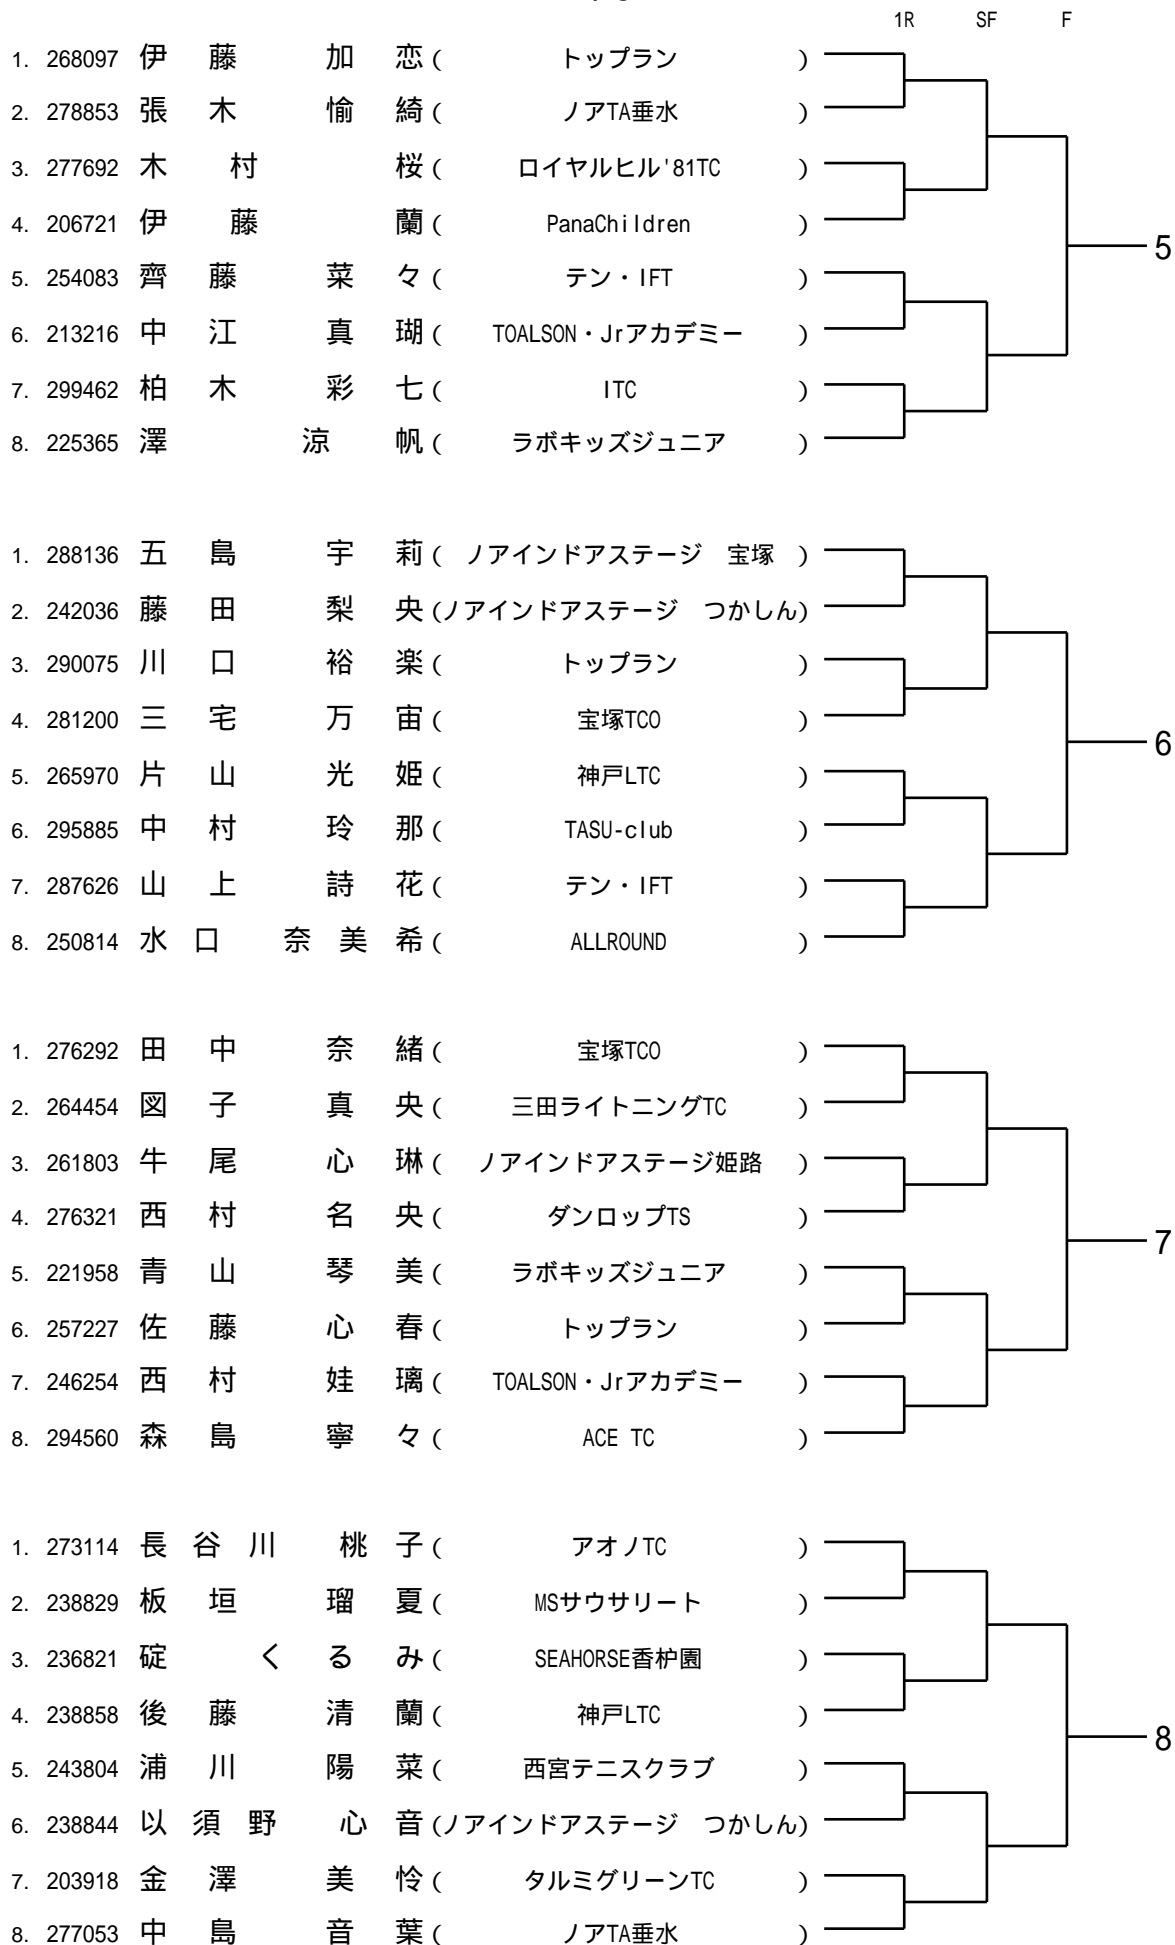 1R SF F
1. 268097 伊 藤 加 恋 ( トップラン )
2. 278853 張 木 愉 綺 ( ノアTA垂水 )
3. 277692 木 村 桜 ( ロイヤルヒル'81TC )
4. 206721 伊 藤 蘭 ( PanaChildren )
5
5. 254083 齊 藤 菜 々 ( テン・IFT )
6. 213216 中 江 真 瑚 ( TOALSON・Jrアカデミー )
7. 299462 柏 木 彩 七 ( ITC )
8. 225365 澤 涼 帆 ( ラボキッズジュニア )
1. 288136 五 島 宇 莉 ( ノアインドアステージ 宝塚 )
2. 242036 藤 田 梨 央 (ノアインドアステージ つかしん)
3. 290075 川 口 裕 楽 ( トップラン )
4. 281200 三 宅 万 宙 ( 宝塚TCO )
6
5. 265970 片 山 光 姫 ( 神戸LTC )
6. 295885 中 村 玲 那 ( TASU-club )
7. 287626 山 上 詩 花 ( テン・IFT )
8. 250814 水 口 奈 美 希 ( ALLROUND )
1. 276292 田 中 奈 緒 ( 宝塚TCO )
2. 264454 図 子 真 央 ( 三田ライトニングTC )
3. 261803 牛 尾 心 琳 ( ノアインドアステージ姫路 )
4. 276321 西 村 名 央 ( ダンロップTS )
7
5. 221958 青 山 琴 美 ( ラボキッズジュニア )
6. 257227 佐 藤 心 春 ( トップラン )
7. 246254 西 村 娃 璃 ( TOALSON・Jrアカデミー )
8. 294560 森 島 寧 々 ( ACE TC )
1. 273114 長 谷 川 桃 子 ( アオノTC )
2. 238829 板 垣 瑠 夏 ( MSサウサリート )
3. 236821 碇 く る み ( SEAHORSE香枦園 )
4. 238858 後 藤 清 蘭 ( 神戸LTC )
8
5. 243804 浦 川 陽 菜 ( 西宮テニスクラブ )
6. 238844 以 須 野 心 音 (ノアインドアステージ つかしん)
7. 203918 金 澤 美 怜 ( タルミグリーンTC )
8. 277053 中 島 音 葉 ( ノアTA垂水 )